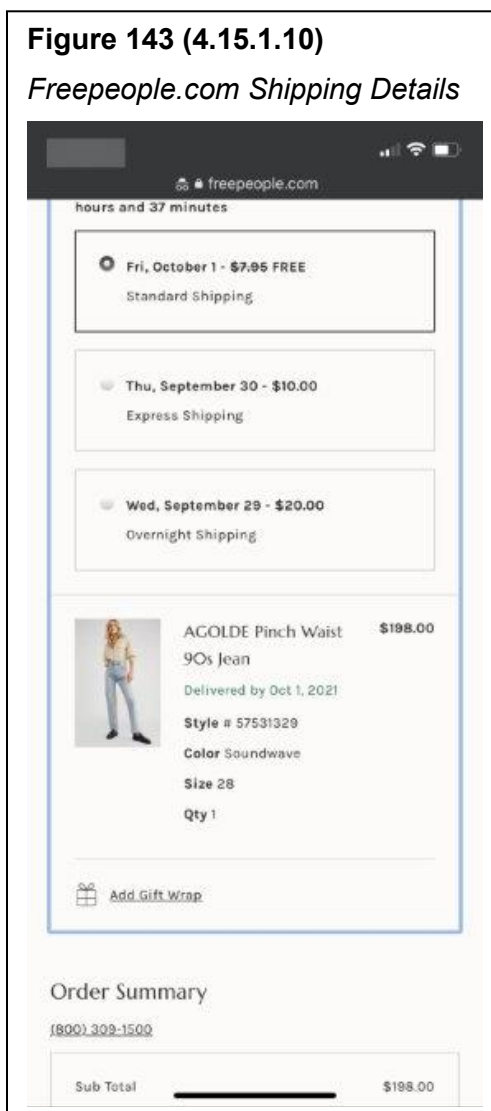 Figure 143 (4.15.1.10)
Freepeople.com Shipping Details
freepeople.com
hours and 37 minutes
Fri, October 1 - $7.95 FREE
Standard Shipping
Thu, September 30 - $10.00
Express Shipping
Wed, September 29 - $20.00
Overnight Shipping
AGOLDE Pinch Waist $198.00
90s Jean
Delivered by Oct 1, 2021
Style # 57531329
Color Soundwave
Size 28
Qty 1
Add Gift Wrap
Order Summary
(800) 309-1500
Sub Total $198.00